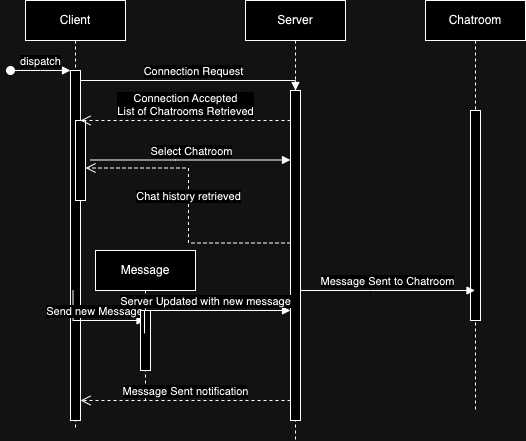 Client
Server
Chatroom
dispatch
Connection Request
Connection Accepted
List of Chatrooms Retrieved
Select Chatroom
Chat history retrieved
Message
Message Sent to Chatroom
Server Updated with new message
Send new Message
Message Sent notification